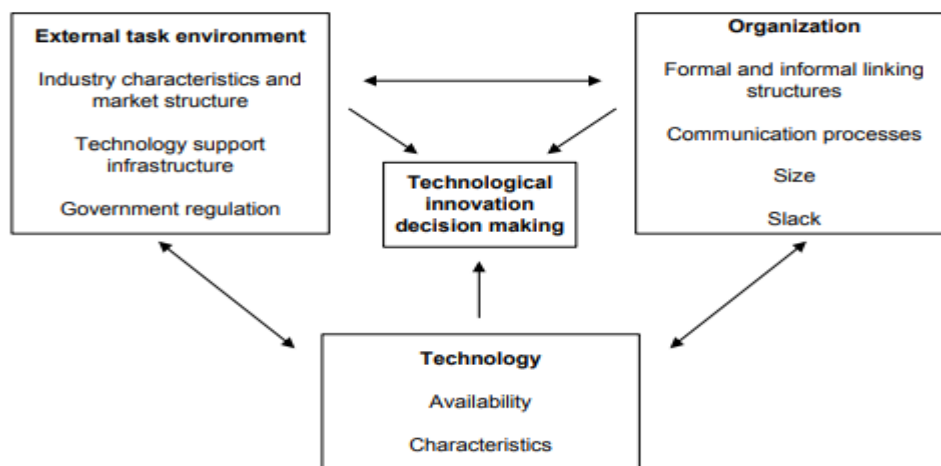 External task environment
Industry characteristics and
market structure
Technology support
infrastructure
Government regulation
Organization
Formal and informal linking
structures
Communication processes
Size
Slack
Technological
innovation
decision making
Technology
Availability
Characteristics